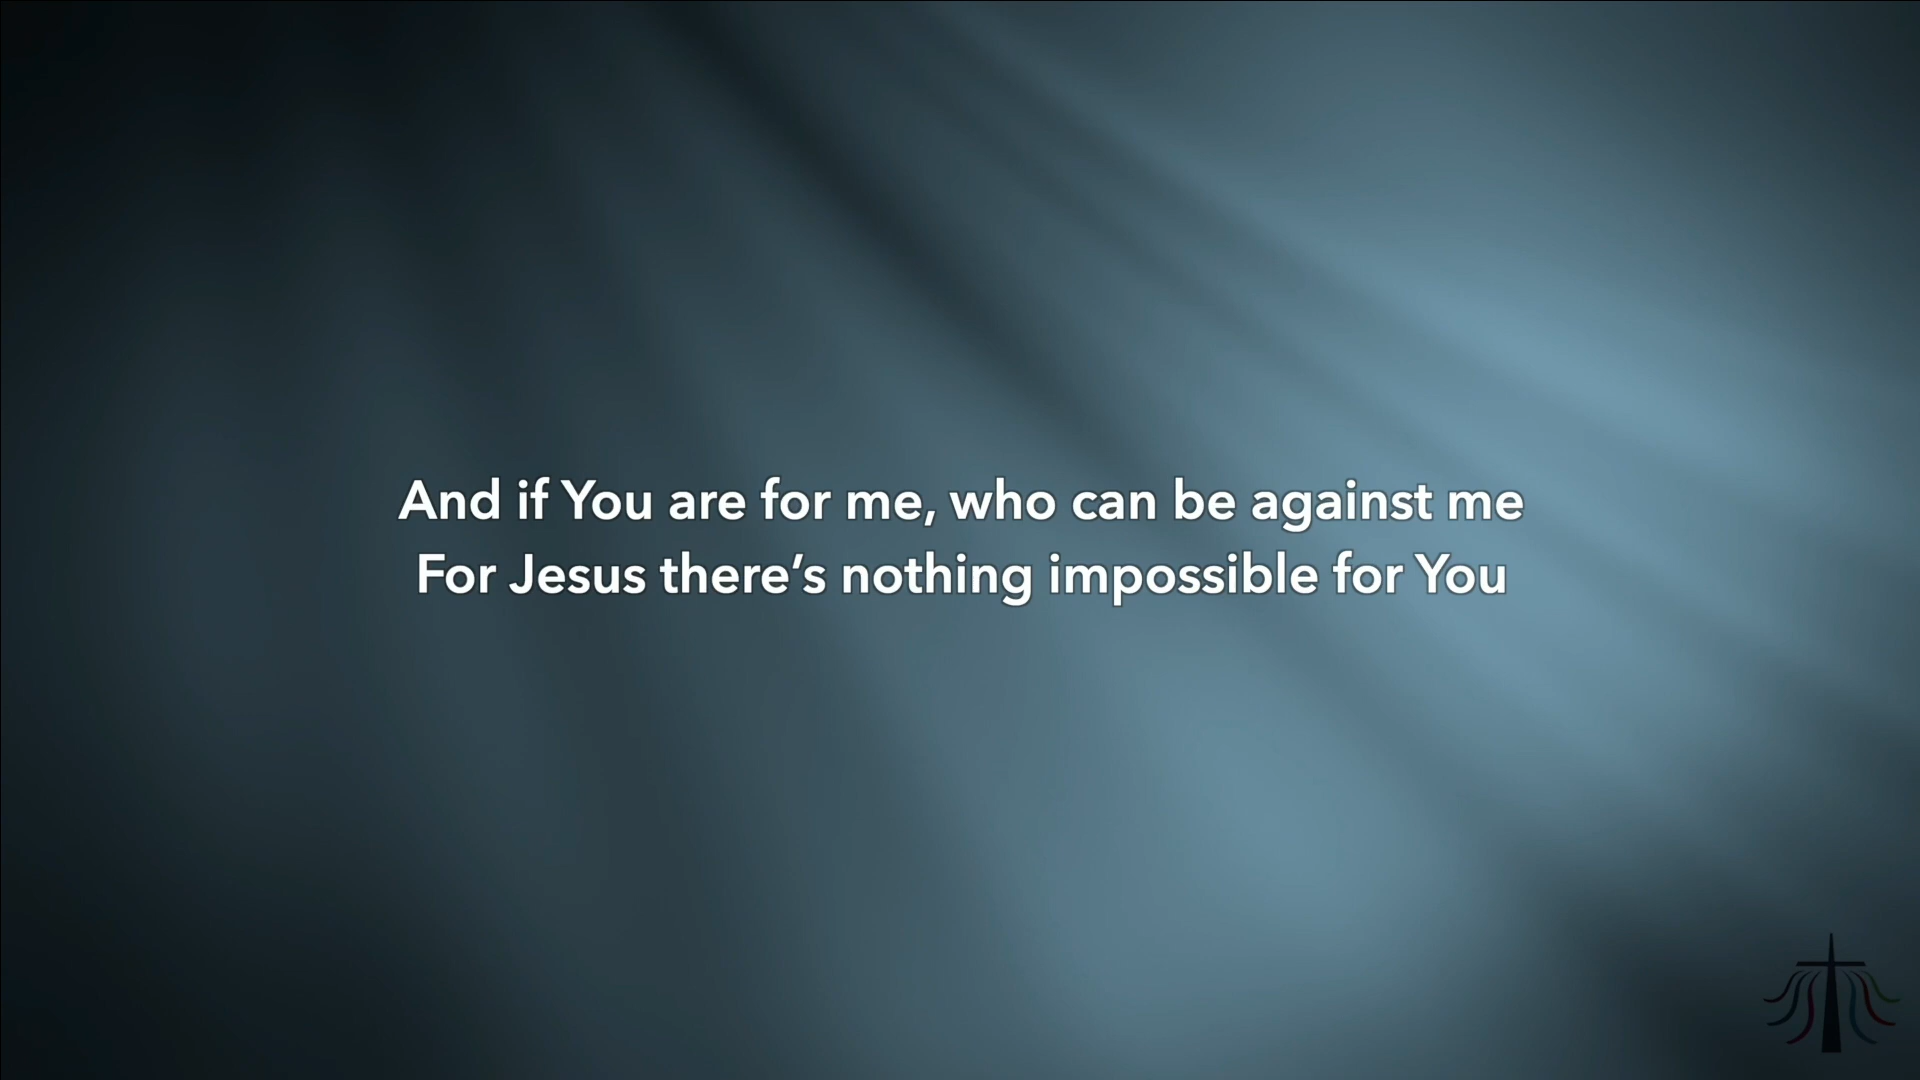 And if You are for me, who can be against me
For Jesus there’s nothing impossible for You